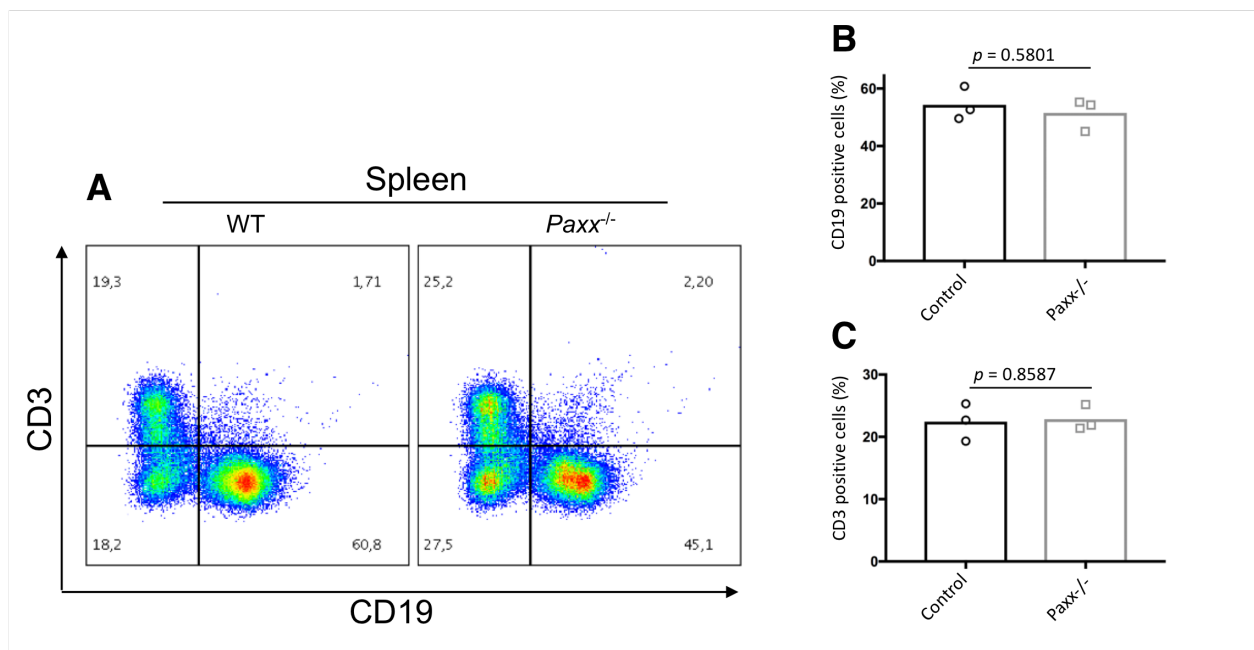 A
Spleen
WT
Paxx-/-
19,3
1,71
25,2
2,20
18,2
60,8
27,5
45,1
CD3
CD19
B
p = 0.5801
CD19 positive cells (%)
60
40
20
0
Control
Paxx-/-
C
p = 0.8587
CD3 positive cells (%)
30
20
10
0
Control
Paxx-/-